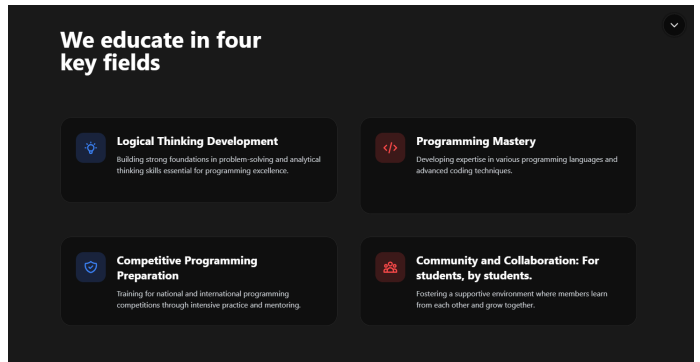 We educate in four
key fields
Logical Thinking Development
Building strong foundations in problem-solving and analytical
thinking skills essential for programming excellence.
Programming Mastery
Developing expertise in various programming languages and
advanced coding techniques.
Competitive Programming
Preparation
Training for national and international programming
competitions through intensive practice and mentoring.
Community and Collaboration: For
students, by students.
Fostering a supportive environment where members learn
from each other and grow together.